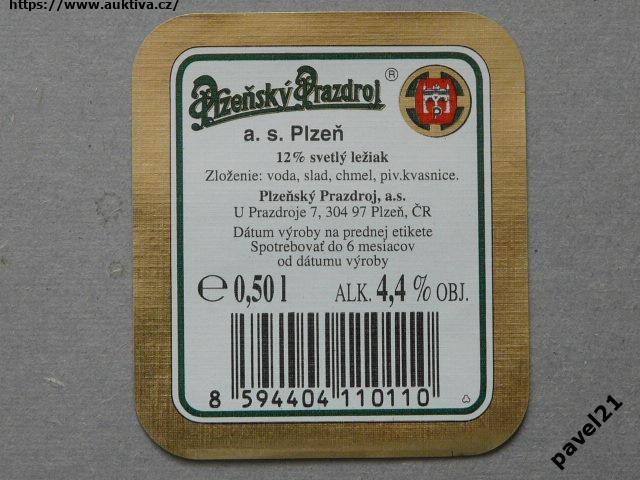 https://www.auktiva.cz/
Plzeňský Prazdroj ®
a. s. Plzeň
12% svetlý ležiak
Zloženie: voda, slad, chmel, piv.kvasnice.
Plzeňský Prazdroj, a.s.
U Prazdroje 7, 304 97 Plzeň, ČR
Dátum výroby na prednej etikete
Spotrebovať do 6 mesiacov
od dátumu výroby
℮ 0,50 l ALK. 4,4 % OBJ.
8 594404 110110
pavel21